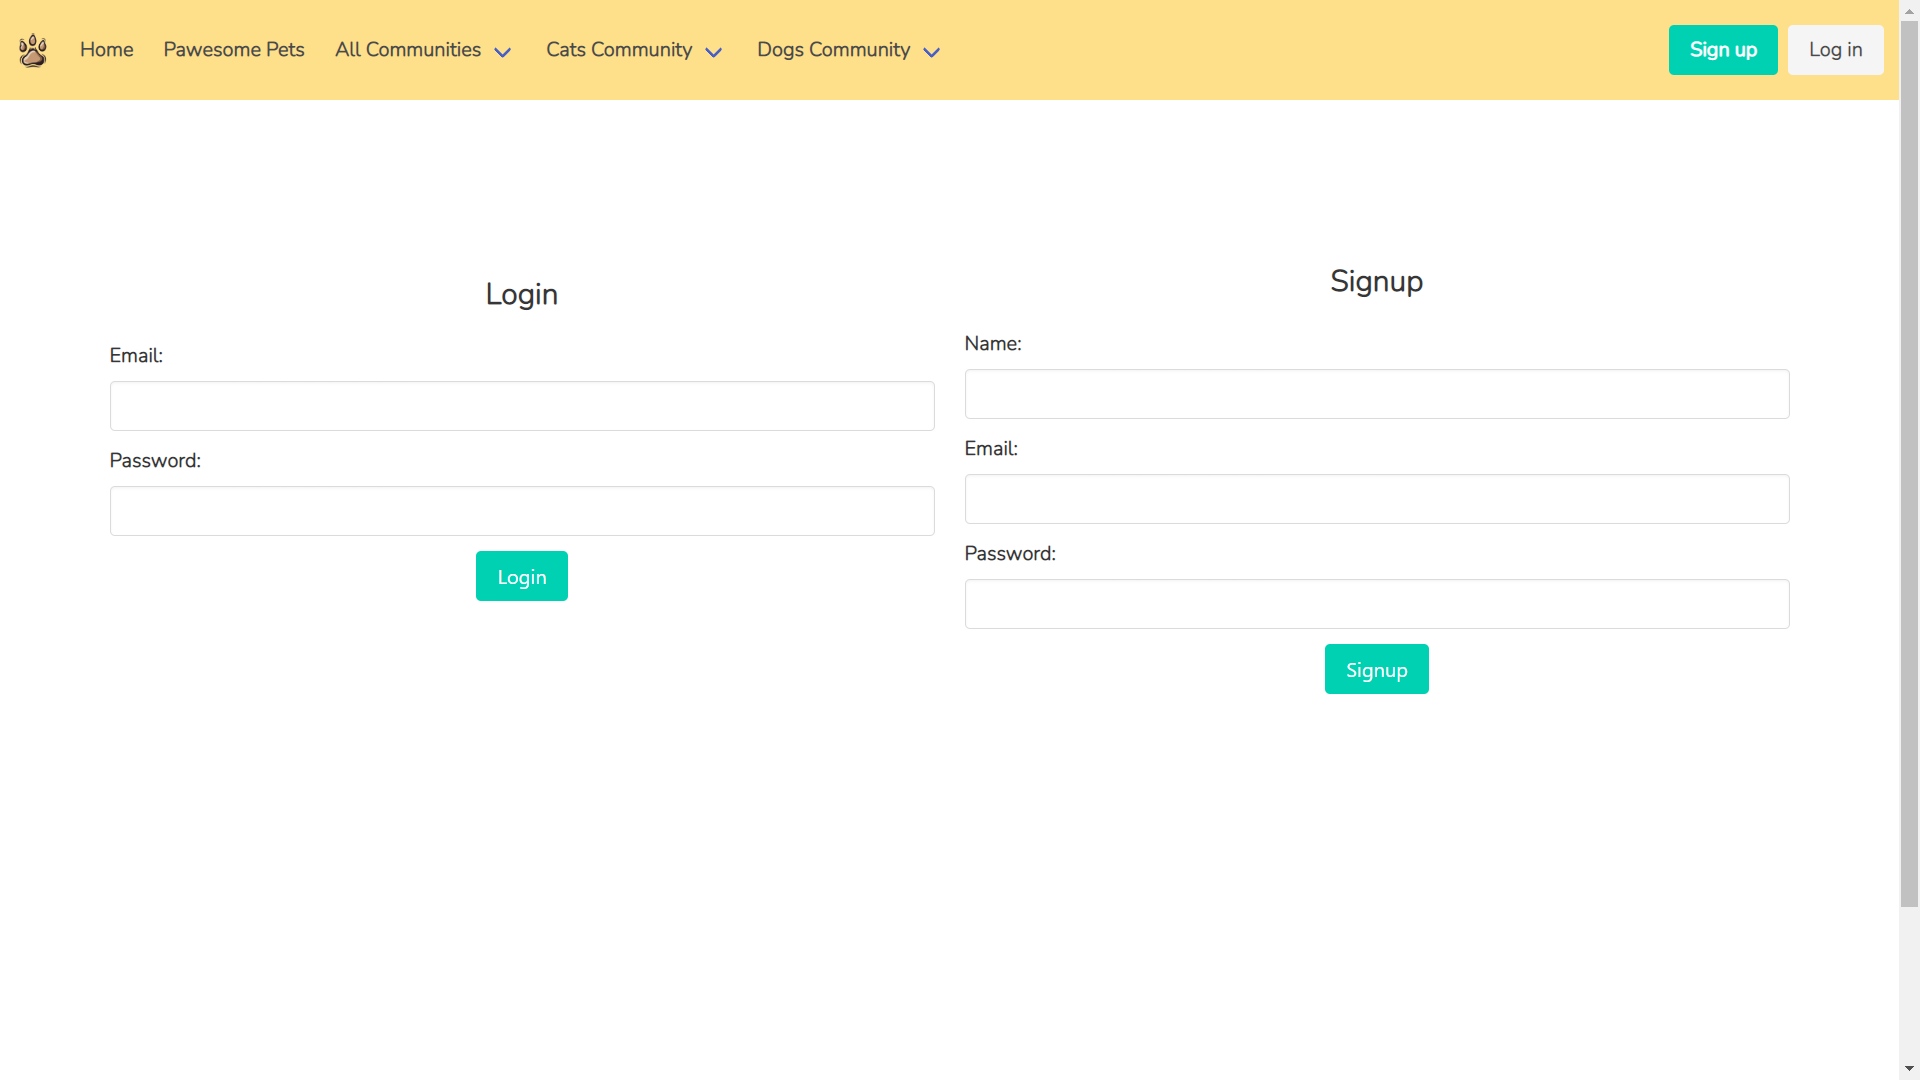 Home Pawesome Pets All Communities Cats Community Dogs Community Sign up Log in
Login
Email:
Password:
Login
Signup
Name:
Email:
Password:
Signup